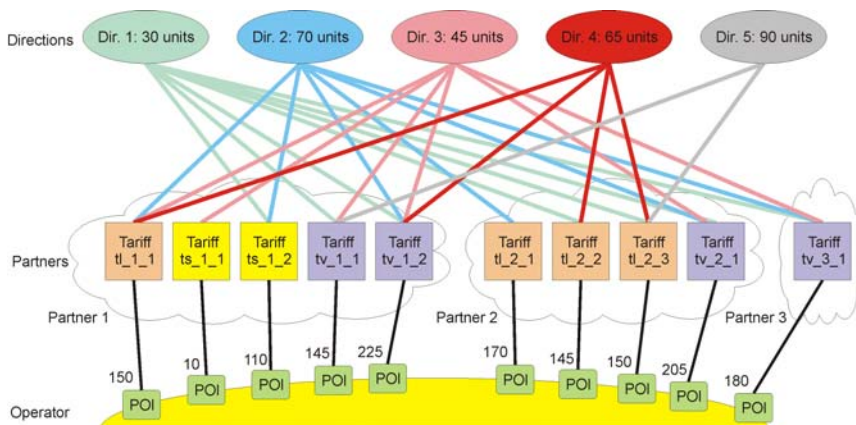 Directions
Dir. 1: 30 units
Dir. 2: 70 units
Dir. 3: 45 units
Dir. 4: 65 units
Dir. 5: 90 units
Partners
Tariff
tl_1_1
Tariff
ts_1_1
Tariff
ts_1_2
Tariff
tv_1_1
Tariff
tv_1_2
Tariff
tl_2_1
Tariff
tl_2_2
Tariff
tl_2_3
Tariff
tv_2_1
Tariff
tv_3_1
Partner 1
Partner 2
Partner 3
150
10
110
145
225
170
145
150
205
180
Operator
POI
POI
POI
POI
POI
POI
POI
POI
POI
POI